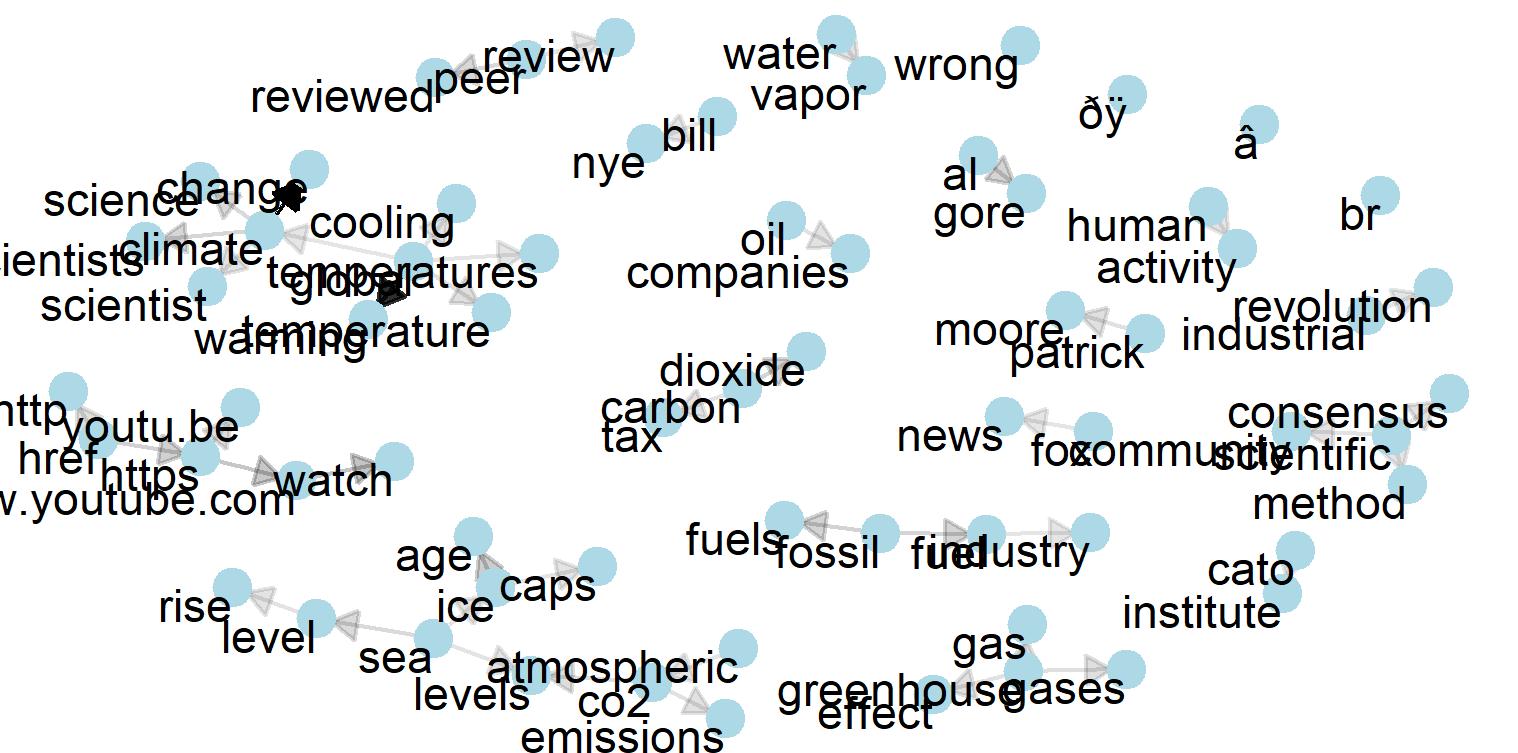 review
peer
reviewed
water
vapor
wrong
ðÿ
â
bill
nye
al
gore
br
human
activity
change
science
cooling
climate
ientists
temperatures
global
scientist
temperature
warming
oil
companies
revolution
industrial
moore
patrick
dioxide
carbon
tax
http
youtu.be
href
https
watch
w.youtube.com
news
fox
community
consensus
scientific
method
fuels
fossil
fuel
industry
age
caps
ice
rise
level
sea
levels
atmospheric
co2
emissions
cato
institute
gas
greenhouse
gases
effect